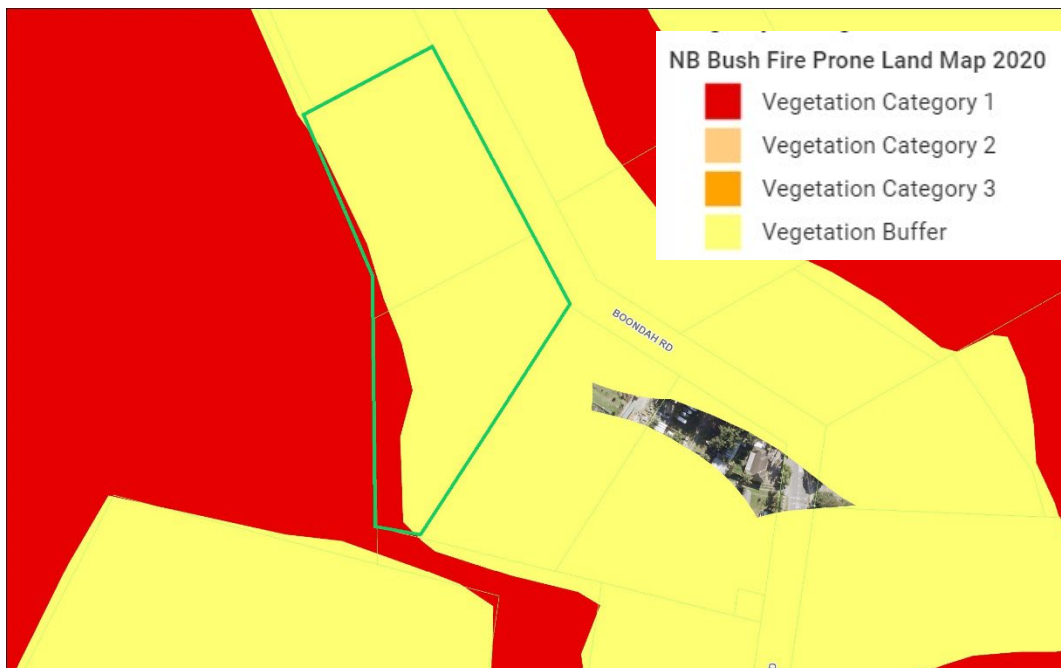 NB Bush Fire Prone Land Map 2020
Vegetation Category 1
Vegetation Category 2
Vegetation Category 3
Vegetation Buffer
BOONDAH RD